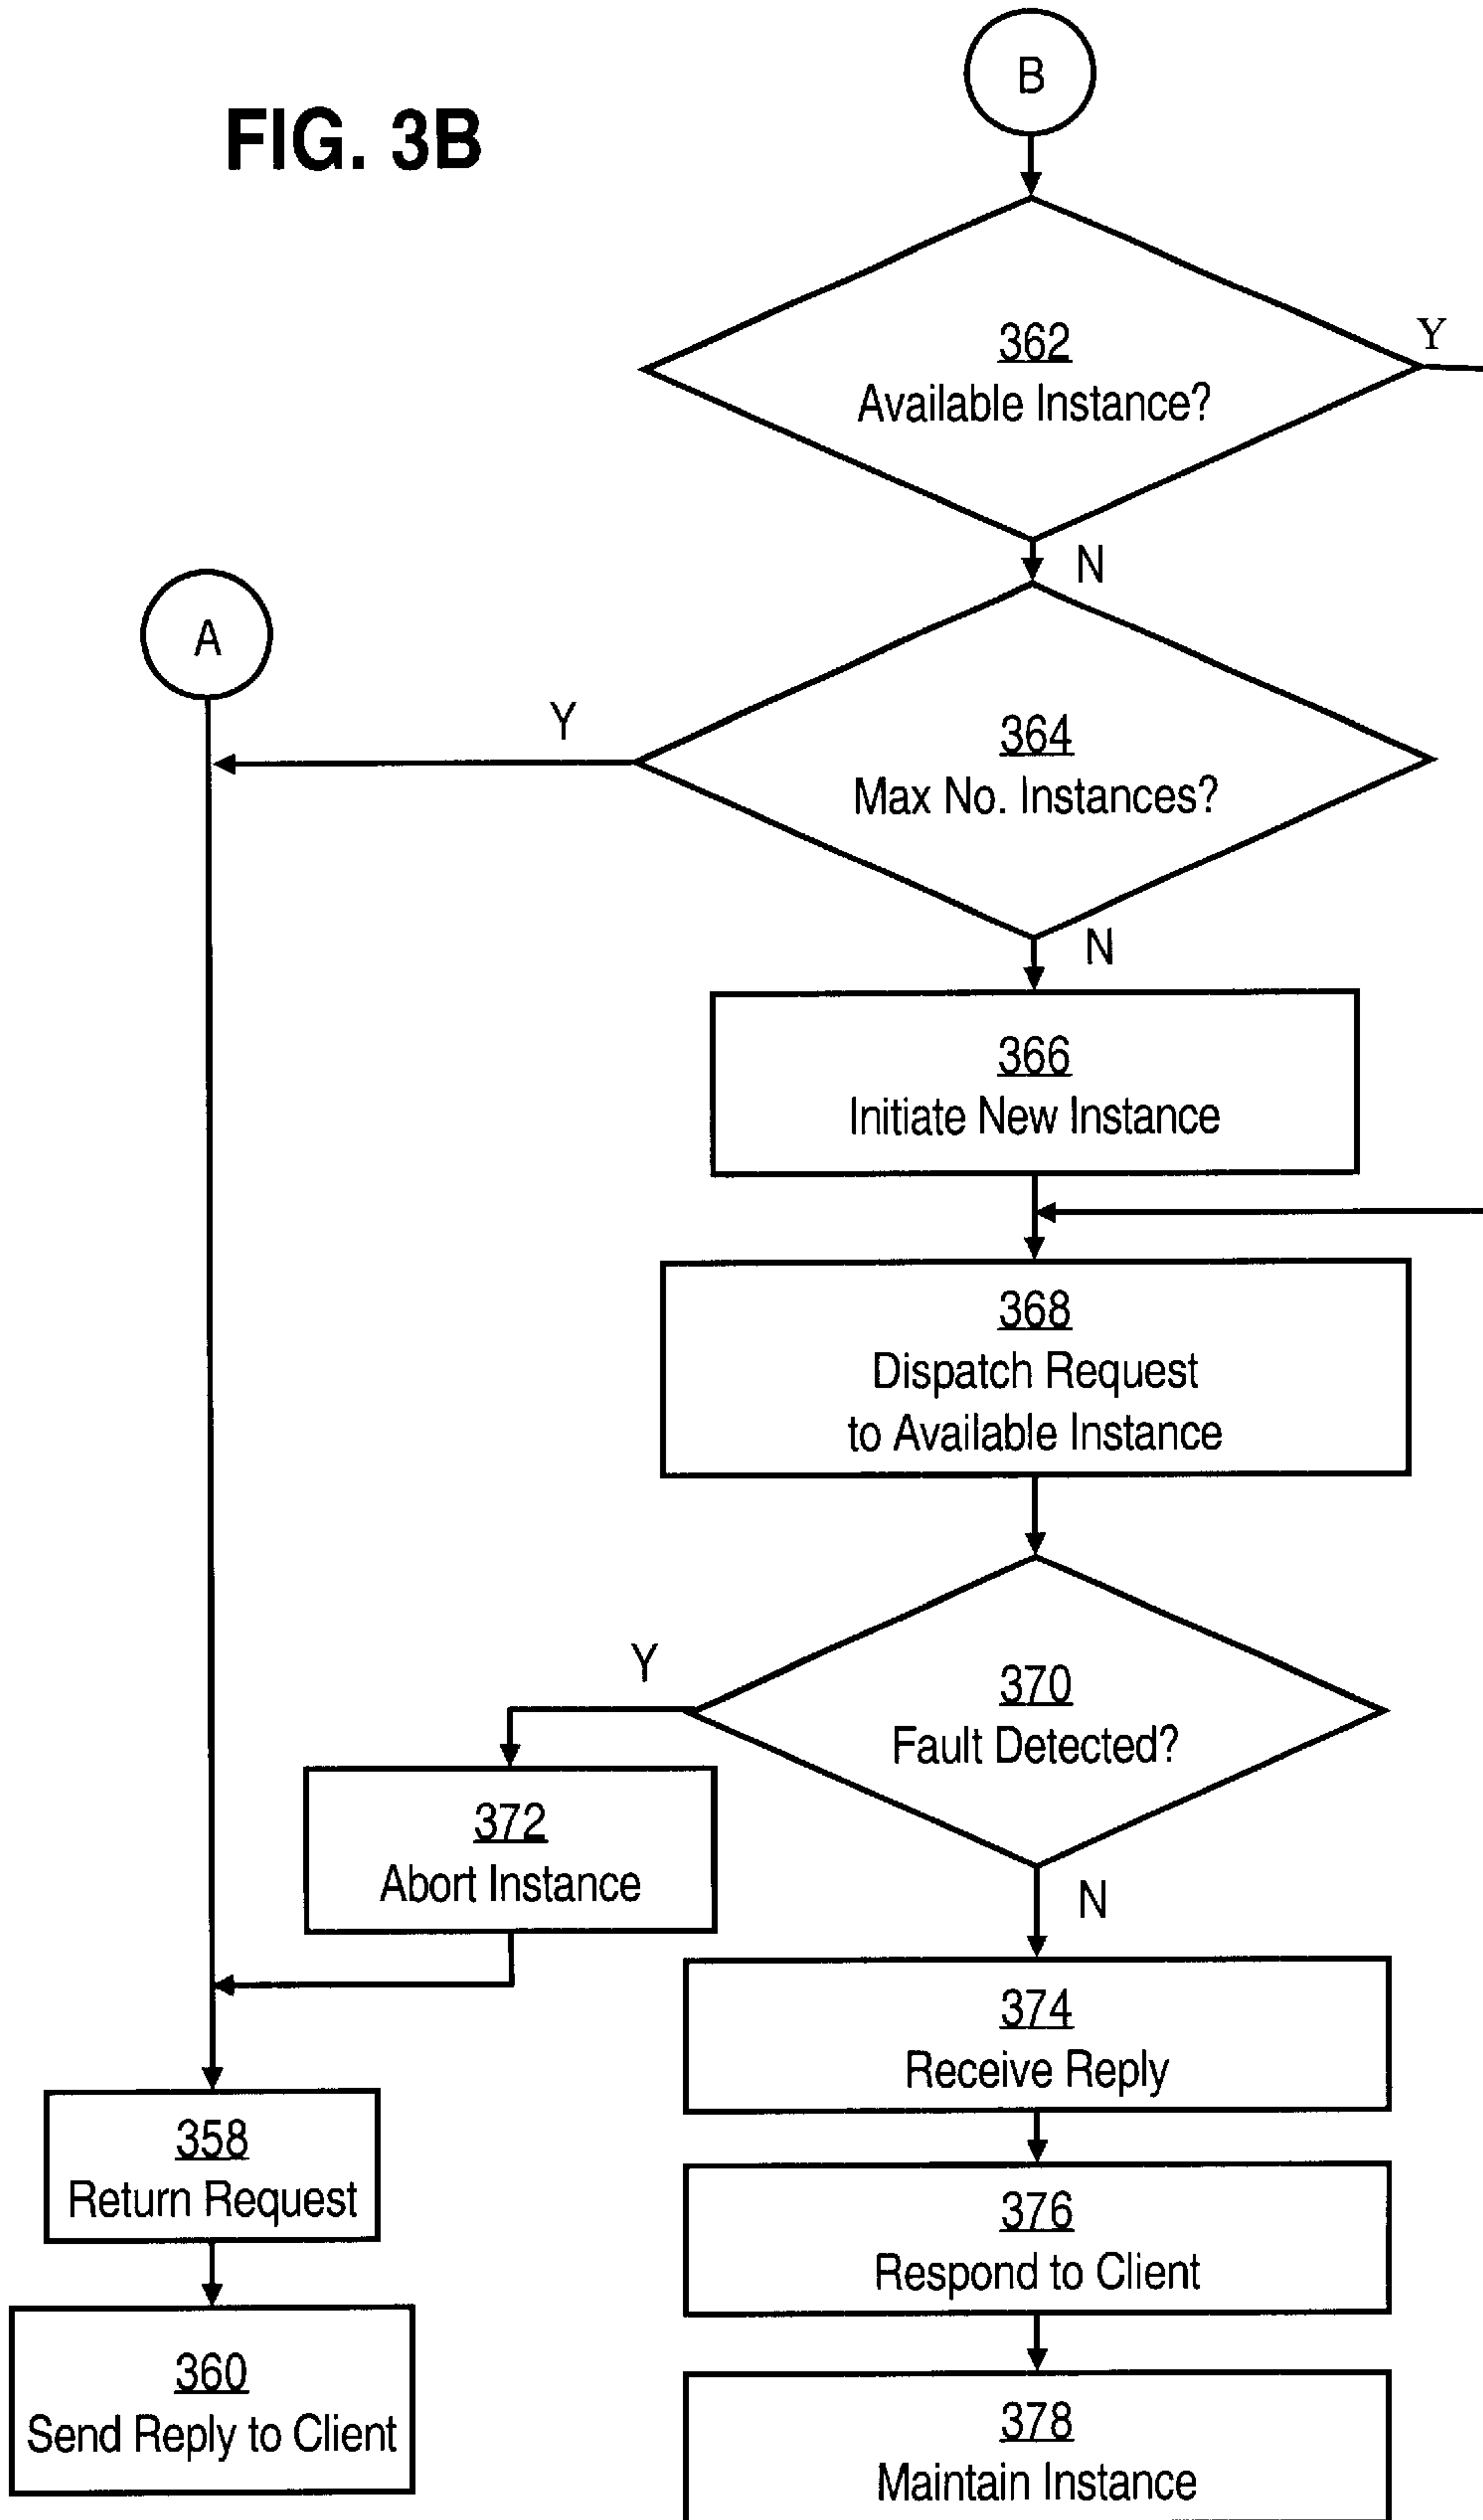 FIG. 3B
B
362
Available Instance?
Y
N
A
Y
364
Max No. Instances?
N
366
Initiate New Instance
368
Dispatch Request
to Available Instance
Y
370
Fault Detected?
372
Abort Instance
N
374
Receive Reply
358
Return Request
376
Respond to Client
360
Send Reply to Client
378
Maintain Instance